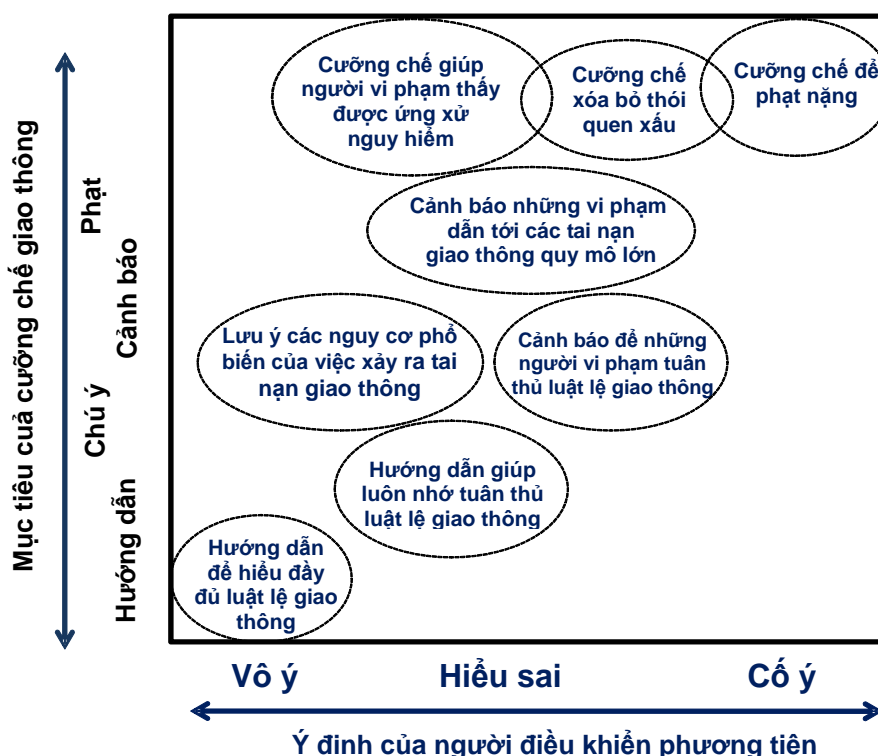 Mục tiêu cuả cưỡng chế giao thông
Phạt
Cảnh báo
Chú ý
Hướng dẫn
Cưỡng chế giúp
người vi phạm thấy
được ứng xử
nguy hiểm
Cưỡng chế
xóa bỏ thói
quen xấu
Cưỡng chế để
phạt nặng
Cảnh báo những vi phạm
dẫn tới các tai nạn
giao thông quy mô lớn
Lưu ý các nguy cơ phổ
biến của việc xảy ra tai
nạn giao thông
Cảnh báo để những
người vi phạm tuân
thủ luật lệ giao thông
Hướng dẫn giúp
luôn nhớ tuân thủ
luật lệ giao thông
Hướng dẫn
để hiểu đầy
đủ luật lệ giao
thông
Vô ý
Hiểu sai
Cố ý
Ý định của người điều khiển phương tiện